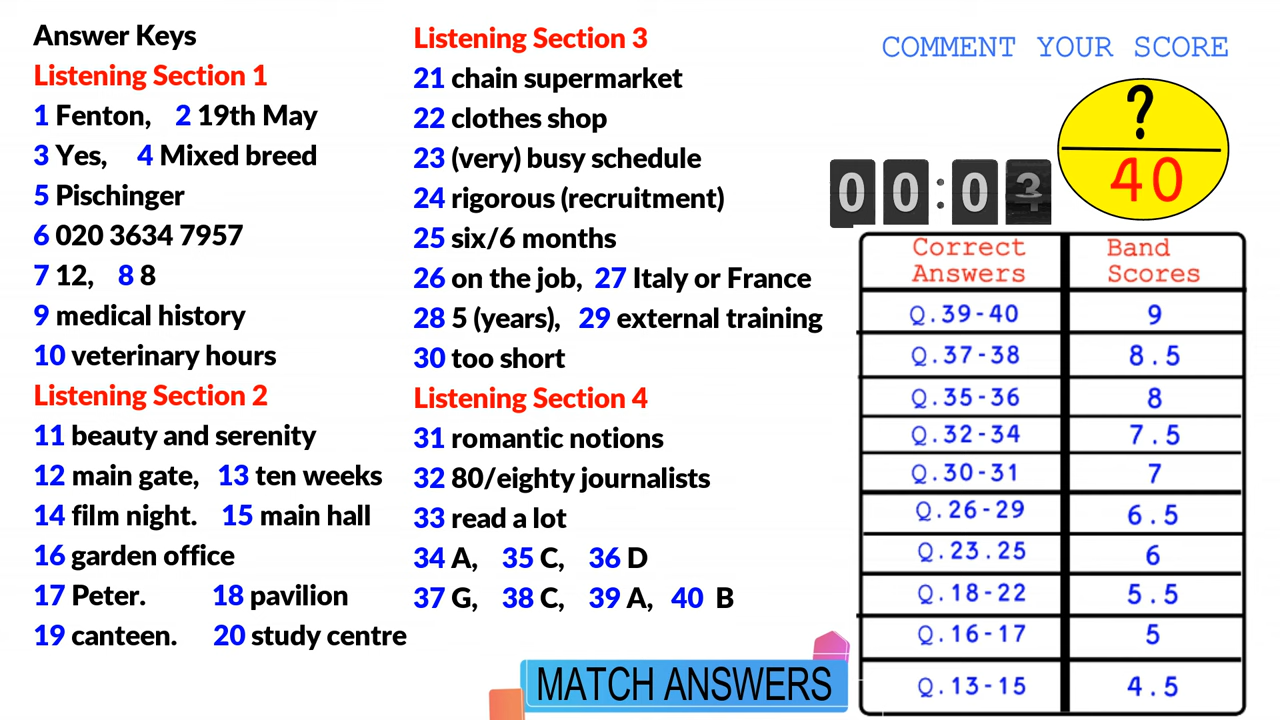 Answer Keys
Listening Section 1
1 Fenton, 2 19th May
3 Yes, 4 Mixed breed
5 Pischinger
6 020 3634 7957
7 12, 8 8
9 medical history
10 veterinary hours
Listening Section 2
11 beauty and serenity
12 main gate, 13 ten weeks
14 film night. 15 main hall
16 garden office
17 Peter. 18 pavilion
19 canteen. 20 study centre
Listening Section 3
21 chain supermarket
22 clothes shop
23 (very) busy schedule
24 rigorous (recruitment)
25 six/6 months
26 on the job, 27 Italy or France
28 5 (years), 29 external training
30 too short
Listening Section 4
31 romantic notions
32 80/eighty journalists
33 read a lot
34 A, 35 C, 36 D
37 G, 38 C, 39 A, 40 B
COMMENT YOUR SCORE
?
40
00:0
Correct Answers Band Scores
Q.39-40 9
Q.37-38 8.5
Q.35-36 8
Q.32-34 7.5
Q.30-31 7
Q.26-29 6.5
Q.23.25 6
Q.18-22 5.5
Q.16-17 5
Q.13-15 4.5
MATCH ANSWERS